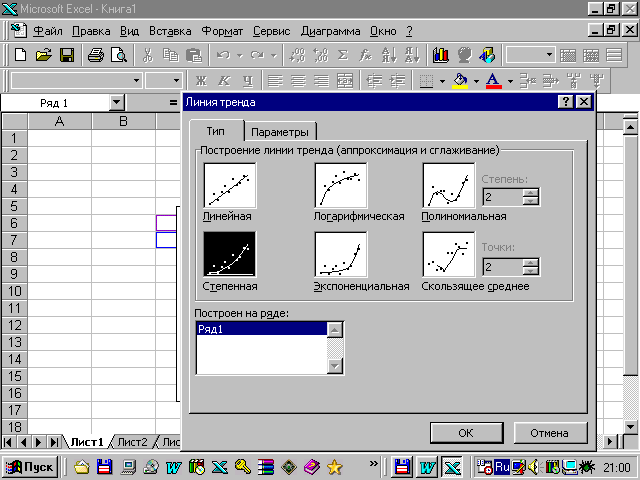 Microsoft Excel - Книга1
Файл Правка Вид Вставка Формат Сервис Диаграмма Окно ?
Ж К Ч
Ряд 1 =
Линия тренда
Тип Параметры
Построение линии тренда (аппроксимация и сглаживание)
Линейная Логарифмическая Полиномиальная
Степень:
2
Степенная Экспоненциальная Скользящее среднее
Точки:
2
Построен на ряде:
Ряд1
OK Отмена
A B
1
2
3
4
5
6
7
8
9
10
11
12
13
14
15
16
17
18
Лист1 Лист2 Лис
Пуск » Ru 21:00